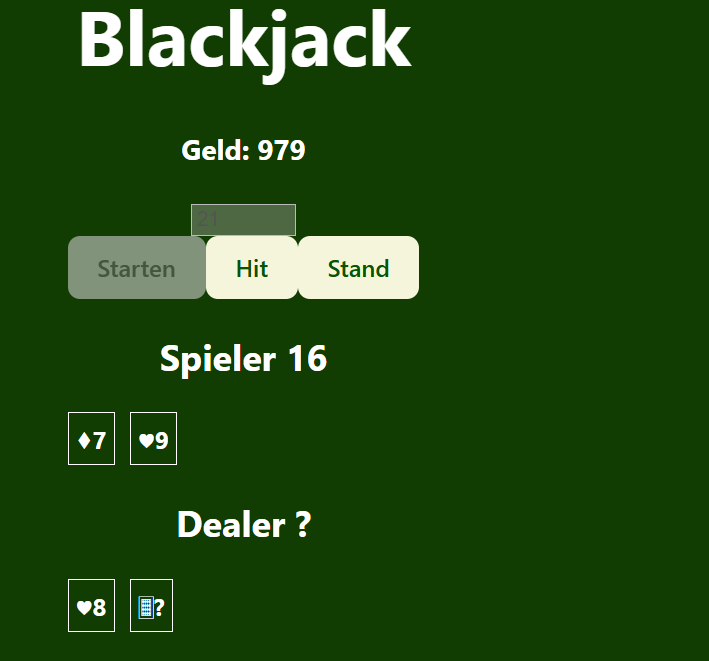 Blackjack
Geld: 979
21
Starten Hit Stand
Spieler 16
♦7 ♥9
Dealer ?
♥8 🂠?